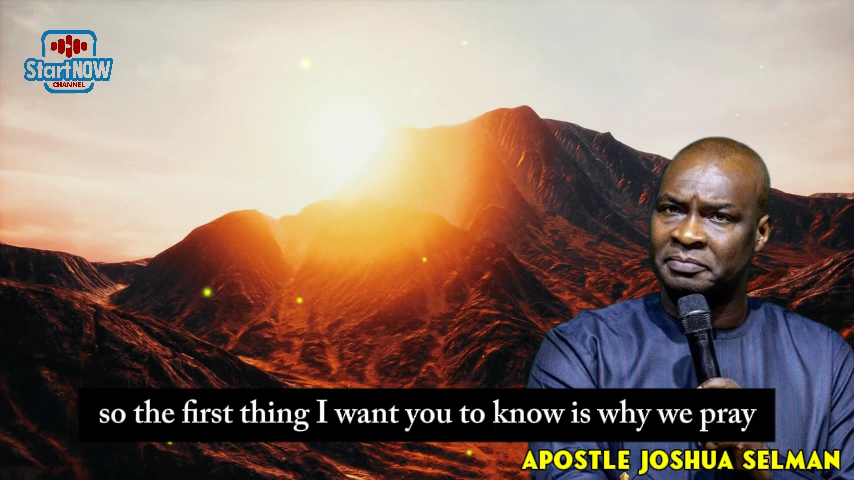 StartNOW
CHANNEL
so the first thing I want you to know is why we pray
APOSTLE JOSHUA SELMAN